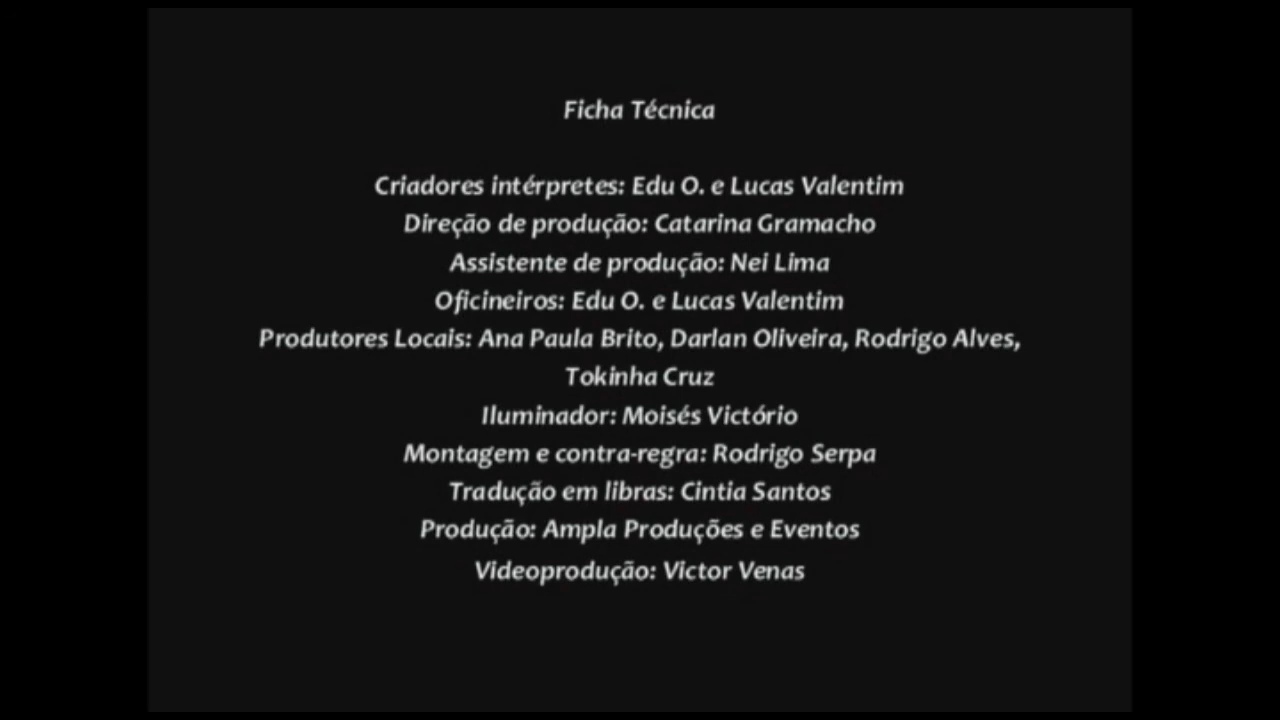 Ficha Técnica
Criadores intérpretes: Edu O. e Lucas Valentim
Direção de produção: Catarina Gramacho
Assistente de produção: Nei Lima
Oficineiros: Edu O. e Lucas Valentim
Produtores Locais: Ana Paula Brito, Darlan Oliveira, Rodrigo Alves,
Tokinha Cruz
Iluminador: Moisés Victório
Montagem e contra-regra: Rodrigo Serpa
Tradução em libras: Cintia Santos
Produção: Ampla Produções e Eventos
Videoprodução: Victor Venas